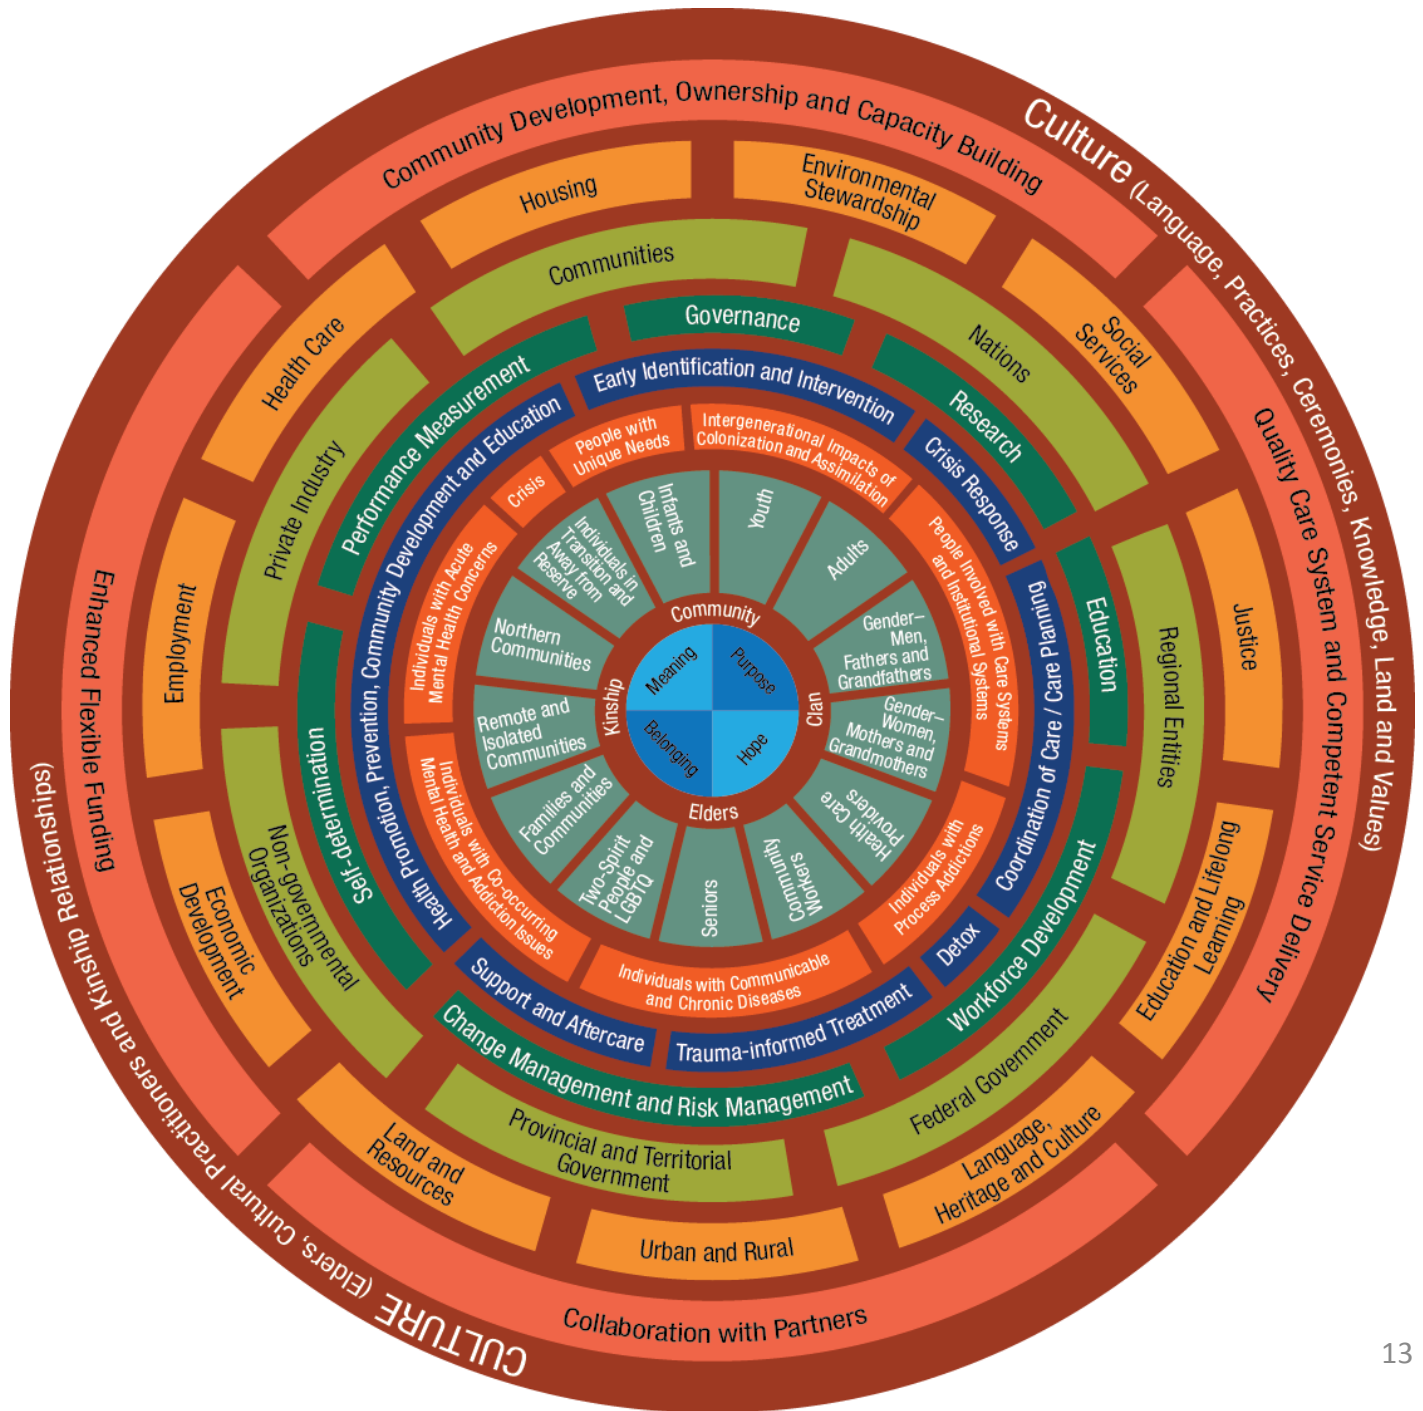 Culture (Language, Practices, Ceremonies, Knowledge, Land and Values)
CULTURE (Elders, Cultural Practitioners and Kinship Relationships)
Community Development, Ownership and Capacity Building
Quality Care System and Competent Service Delivery
Collaboration with Partners
Enhanced Flexible Funding
Housing
Environmental
Stewardship
Social
Services
Justice
Education and Lifelong
Learning
Language,
Heritage and Culture
Urban and Rural
Land and
Resources
Economic
Development
Employment
Health Care
Communities
Nations
Regional Entities
Federal Government
Provincial and Territorial
Government
Non-governmental
Organizations
Private Industry
Governance
Research
Education
Workforce Development
Change Management and Risk Management
Self-determination
Performance Measurement
Early Identification and Intervention
Crisis Response
Coordination of Care / Care Planning
Detox
Trauma-informed Treatment
Support and Aftercare
Health Promotion, Prevention, Community Development and Education
People with
Unique Needs
Intergenerational Impacts of
Colonization and Assimilation
People Involved with Care Systems
and Institutional Systems
Individuals with
Process Addictions
Individuals with Communicable
and Chronic Diseases
Individuals with Co-occurring
Mental Health and Addiction Issues
Individuals with Acute
Mental Health Concerns
Crisis
Infants and
Children
Youth
Adults
Gender–
Men,
Fathers and
Grandfathers
Gender–
Women,
Mothers and
Grandmothers
Health Care
Providers
Community
Workers
Seniors
Two-Spirit
People and
LGBTQ
Families and
Communities
Remote and
Isolated
Communities
Northern
Communities
Individuals in
Transition and
Away from
Reserve
Community
Clan
Elders
Kinship
Meaning
Purpose
Hope
Belonging
13